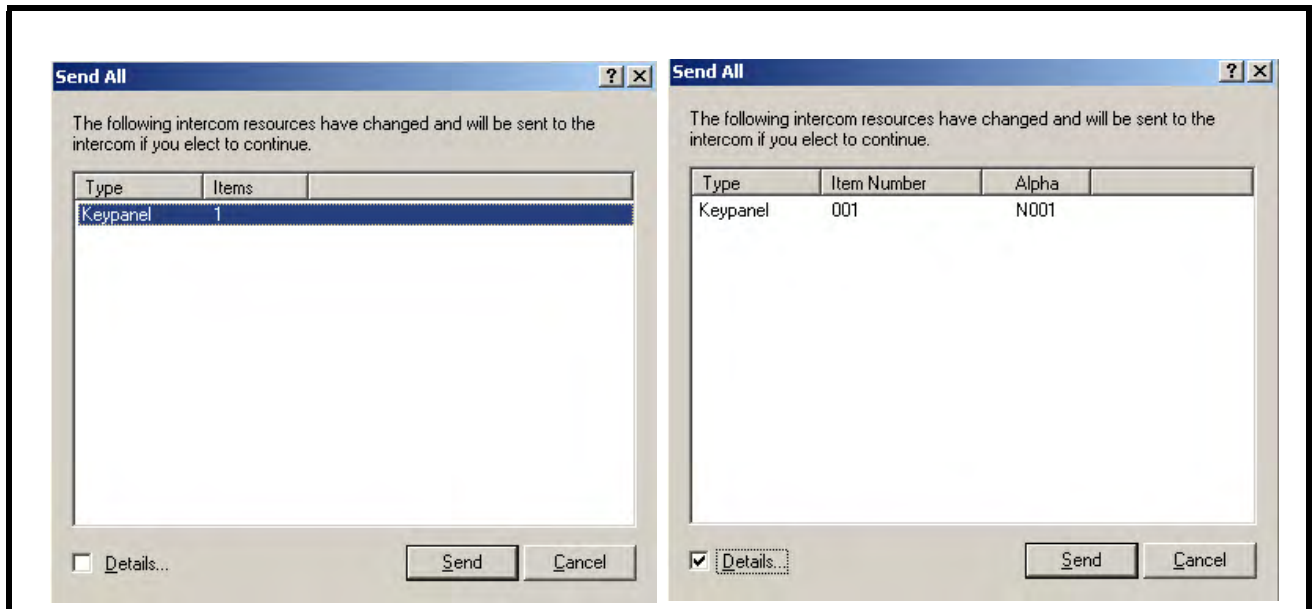 Send All
The following intercom resources have changed and will be sent to the
intercom if you elect to continue.
Type Items
Keypanel 1
Details...
Send Cancel
Send All
The following intercom resources have changed and will be sent to the
intercom if you elect to continue.
Type Item Number Alpha
Keypanel 001 N001
Details...
Send Cancel